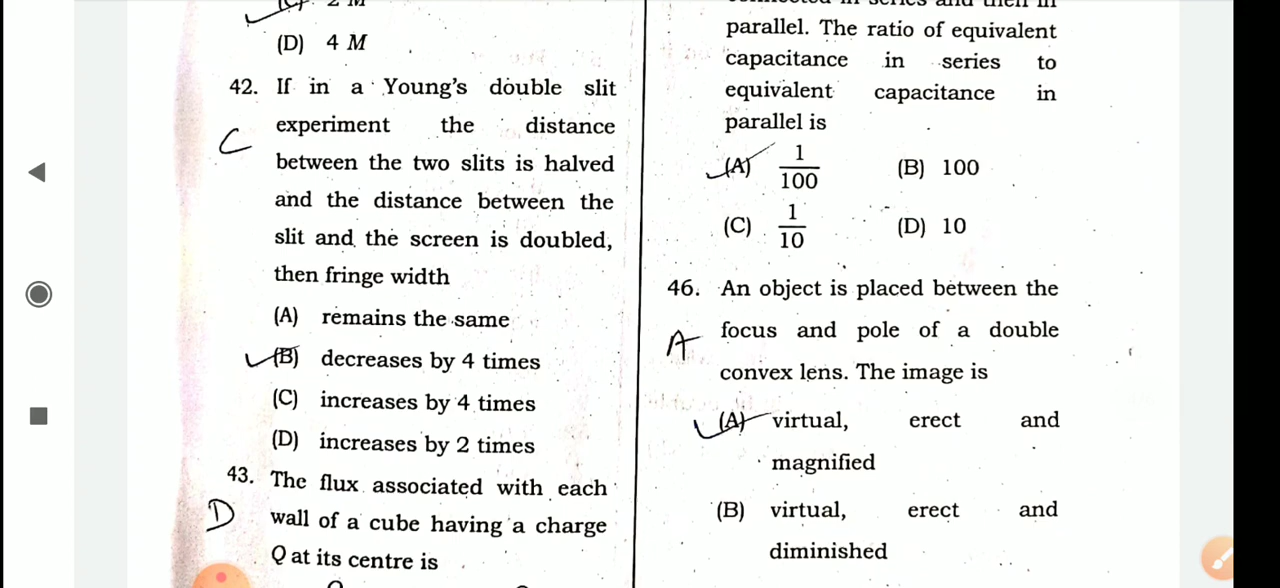 (D) 4 M
42. If in a Young's double slit
C
experiment the distance
between the two slits is halved
and the distance between the
slit and the screen is doubled,
then fringe width
(A) remains the same
(B) decreases by 4 times
(C) increases by 4 times
(D) increases by 2 times
43. The flux associated with each
D
wall of a cube having a charge
Q at its centre is
parallel. The ratio of equivalent
capacitance in series to
equivalent capacitance in
parallel is
(A) 1/100 (B) 100
(C) 1/10 (D) 10
46. An object is placed between the
A
focus and pole of a double
convex lens. The image is
(A) virtual, erect and
magnified
(B) virtual, erect and
diminished